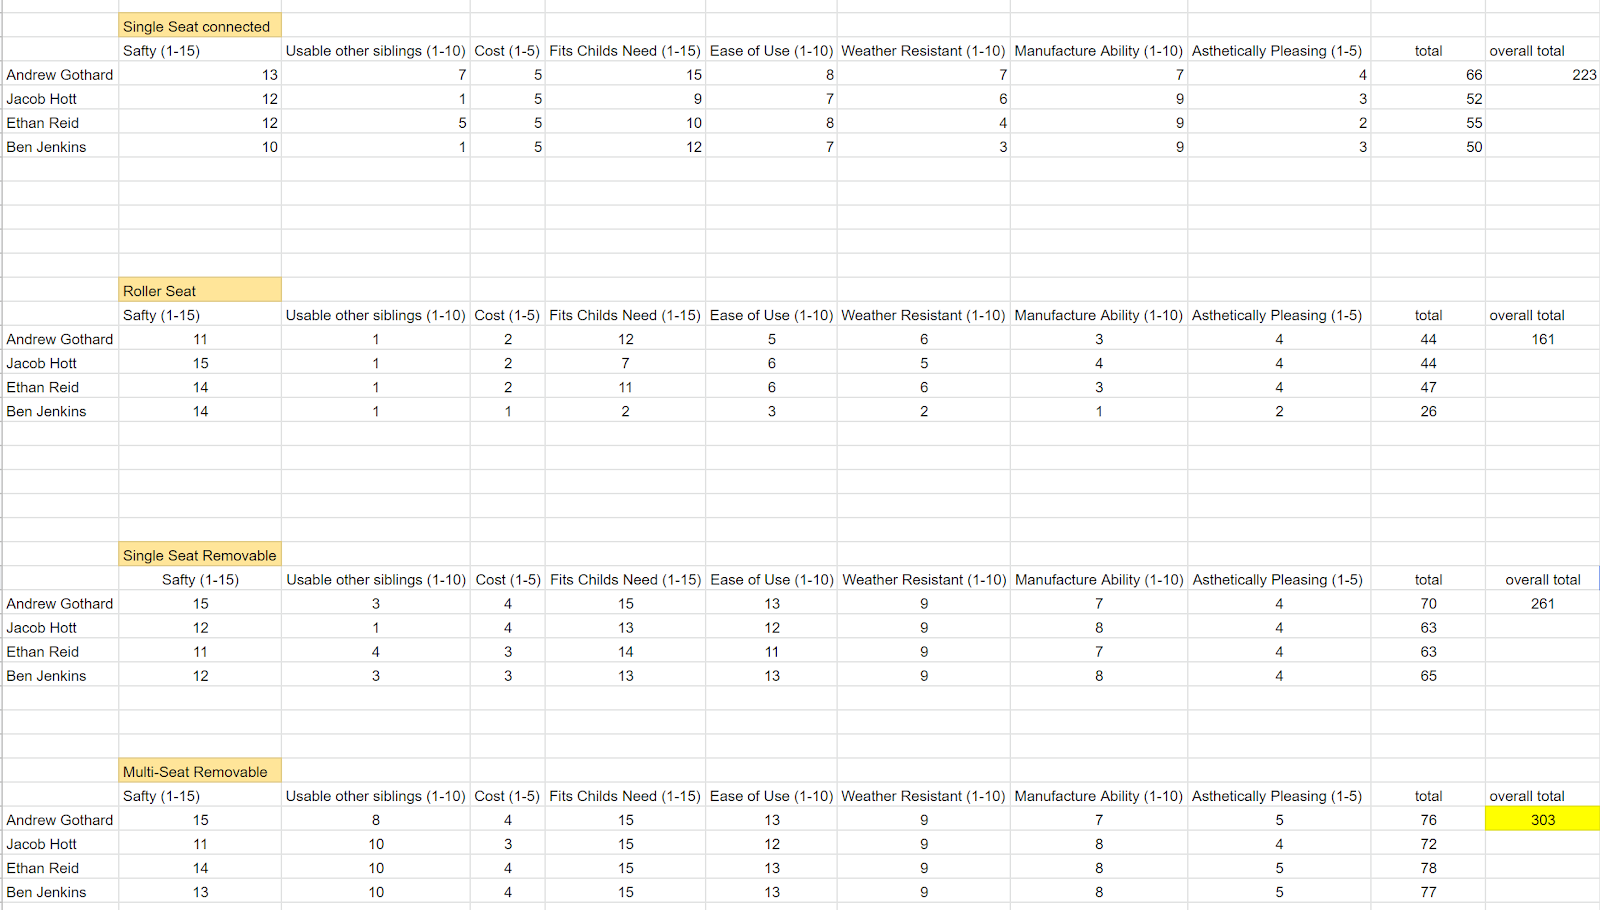 Single Seat connected
Safty (1-15) Usable other siblings (1-10) Cost (1-5) Fits Childs Need (1-15) Ease of Use (1-10) Weather Resistant (1-10) Manufacture Ability (1-10) Asthetically Pleasing (1-5) total overall total
Andrew Gothard 13 7 5 15 8 7 7 4 66 223
Jacob Hott 12 1 5 9 7 6 9 3 52
Ethan Reid 12 5 5 10 8 4 9 2 55
Ben Jenkins 10 1 5 12 7 3 9 3 50
Roller Seat
Safty (1-15) Usable other siblings (1-10) Cost (1-5) Fits Childs Need (1-15) Ease of Use (1-10) Weather Resistant (1-10) Manufacture Ability (1-10) Asthetically Pleasing (1-5) total overall total
Andrew Gothard 11 1 2 12 5 6 3 4 44 161
Jacob Hott 15 1 2 7 6 5 4 4 44
Ethan Reid 14 1 2 11 6 6 3 4 47
Ben Jenkins 14 1 1 2 3 2 1 2 26
Single Seat Removable
Safty (1-15) Usable other siblings (1-10) Cost (1-5) Fits Childs Need (1-15) Ease of Use (1-10) Weather Resistant (1-10) Manufacture Ability (1-10) Asthetically Pleasing (1-5) total overall total
Andrew Gothard 15 3 4 15 13 9 7 4 70 261
Jacob Hott 12 1 4 13 12 9 8 4 63
Ethan Reid 11 4 3 14 11 9 7 4 63
Ben Jenkins 12 3 3 13 13 9 8 4 65
Multi-Seat Removable
Safty (1-15) Usable other siblings (1-10) Cost (1-5) Fits Childs Need (1-15) Ease of Use (1-10) Weather Resistant (1-10) Manufacture Ability (1-10) Asthetically Pleasing (1-5) total overall total
Andrew Gothard 15 8 4 15 13 9 7 5 76 303
Jacob Hott 11 10 3 15 12 9 8 4 72
Ethan Reid 14 10 4 15 13 9 8 5 78
Ben Jenkins 13 10 4 15 13 9 8 5 77